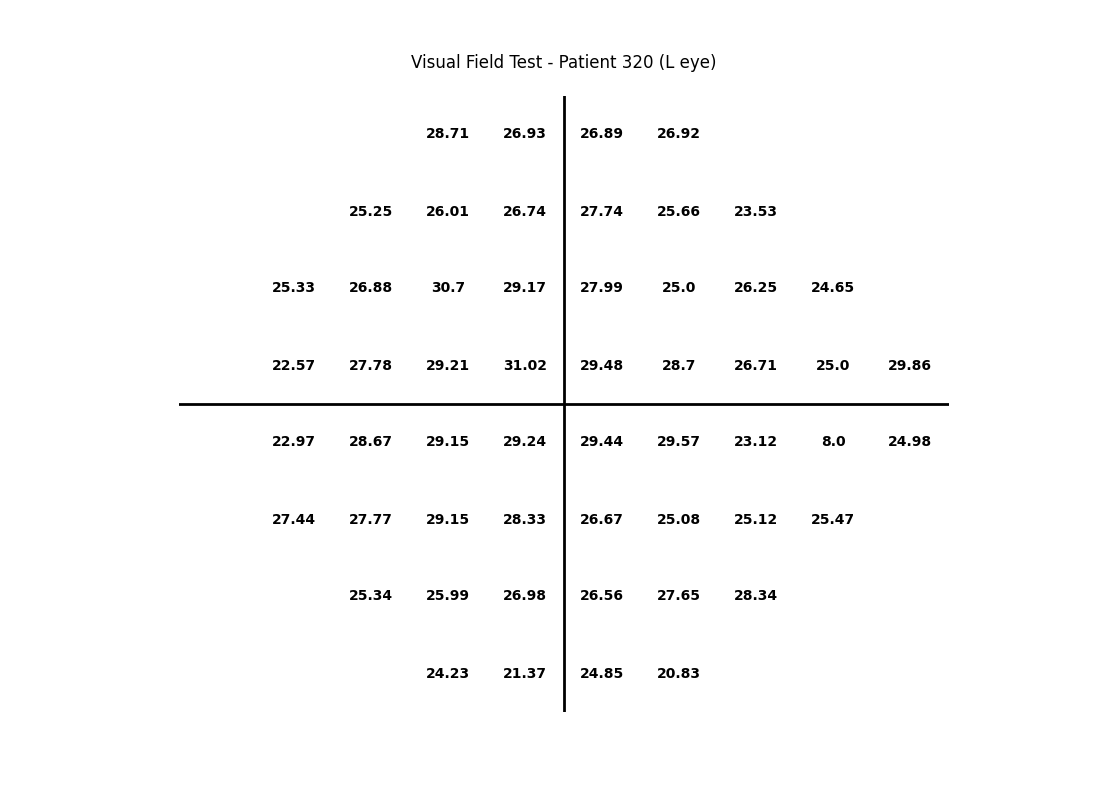 Visual Field Test - Patient 320 (L eye)
28.71 26.93 26.89 26.92
25.25 26.01 26.74 27.74 25.66 23.53
25.33 26.88 30.7 29.17 27.99 25.0 26.25 24.65
22.57 27.78 29.21 31.02 29.48 28.7 26.71 25.0 29.86
22.97 28.67 29.15 29.24 29.44 29.57 23.12 8.0 24.98
27.44 27.77 29.15 28.33 26.67 25.08 25.12 25.47
25.34 25.99 26.98 26.56 27.65 28.34
24.23 21.37 24.85 20.83